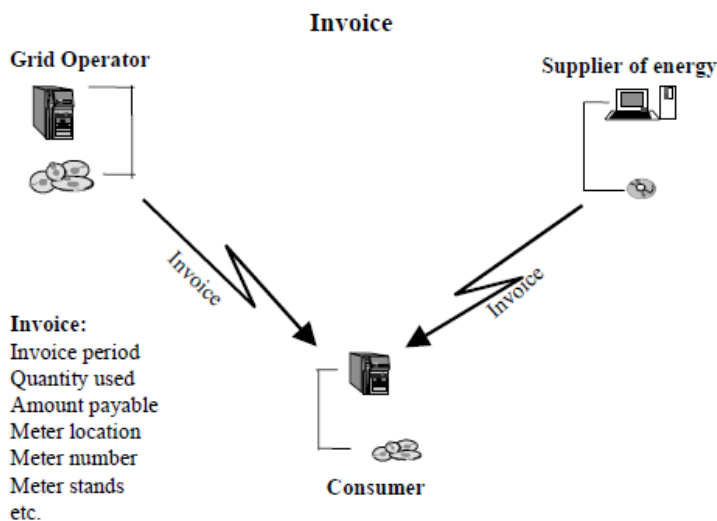 Invoice
Grid Operator
Supplier of energy
Invoice
Invoice
Invoice:
Invoice period
Quantity used
Amount payable
Meter location
Meter number
Meter stands
etc.
Consumer